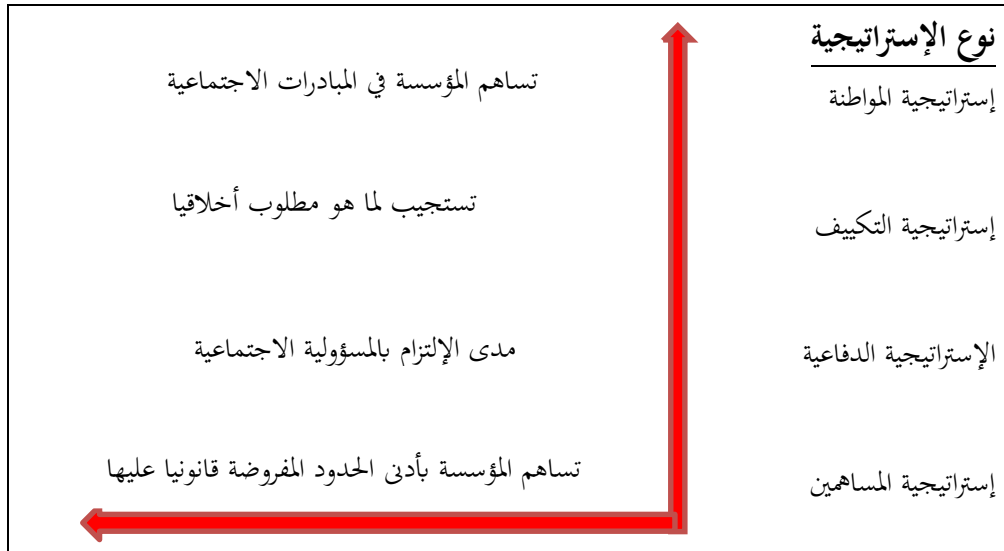 نوع الإستراتيجية
إستراتيجية المواطنة
تساهم المؤسسة في المبادرات الاجتماعية
إستراتيجية التكييف
تستجيب لما هو مطلوب أخلاقيا
الإستراتيجية الدفاعية
مدى الإلتزام بالمسؤولية الاجتماعية
إستراتيجية المساهمين
تساهم المؤسسة بأدنى الحدود المفروضة قانونيا عليها